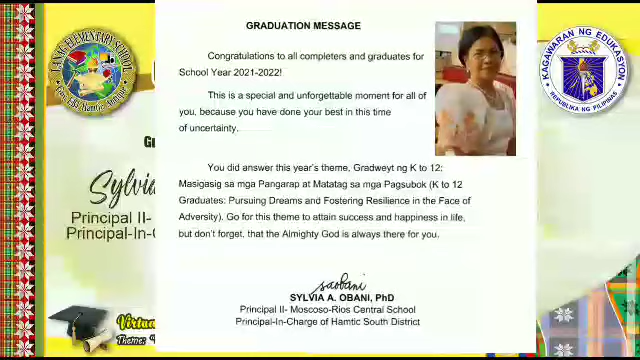 GRADUATION MESSAGE
Congratulations to all completers and graduates for
School Year 2021-2022!
This is a special and unforgettable moment for all of
you, because you have done your best in this time
of uncertainty.
You did answer this year's theme, Gradweyt ng K to 12:
Masigasig sa mga Pangarap at Matatag sa mga Pagsubok (K to 12
Graduates: Pursuing Dreams and Fostering Resilience in the Face of
Adversity). Go for this theme to attain success and happiness in life,
but don't forget, that the Almighty God is always there for you.
saobani
SYLVIA A. OBANI, PhD
Principal II- Moscoso-Rios Central School
Principal-In-Charge of Hamtic South District
KAGAWARAN NG EDUKASYON
REPUBLIKA NG PILIPINAS
ELEMENTARY SCHOOL
Sylvia
Principal II-
Principal-In-C
Virtua
Theme: